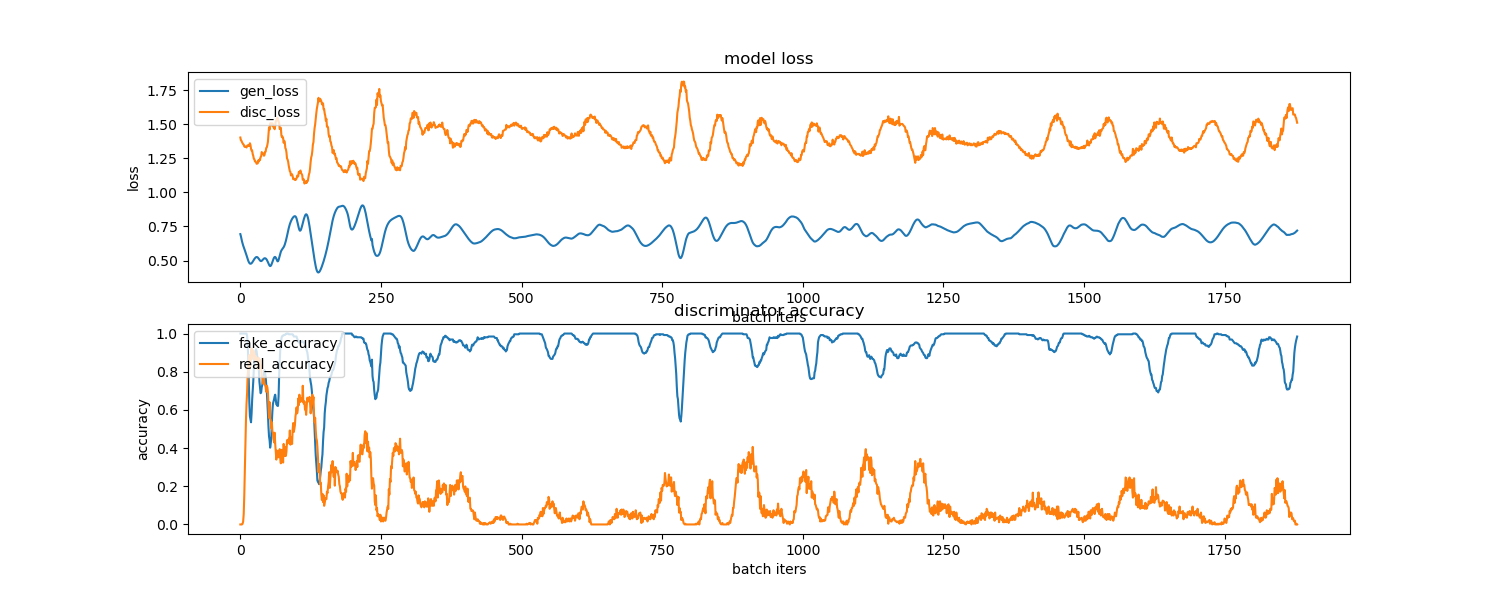 model loss
gen_loss
disc_loss
1.75
1.50
1.25
1.00
0.75
0.50
loss
0 250 500 750 1000 1250 1500 1750
batch iters
discriminator accuracy
fake_accuracy
real_accuracy
1.0
0.8
0.6
0.4
0.2
0.0
accuracy
0 250 500 750 1000 1250 1500 1750
batch iters